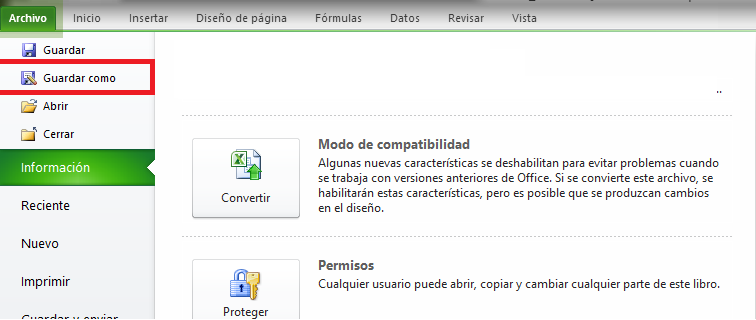 Archivo Inicio Insertar Diseño de página Fórmulas Datos Revisar Vista
Guardar
Guardar como
Abrir
Cerrar
Información
Reciente
Nuevo
Imprimir
Guardar y enviar
..
Modo de compatibilidad
Algunas nuevas características se deshabilitan para evitar problemas cuando
se trabaja con versiones anteriores de Office. Si se convierte este archivo, se
habilitarán estas características, pero es posible que se produzcan cambios
en el diseño.
Convertir
Permisos
Cualquier usuario puede abrir, copiar y cambiar cualquier parte de este libro.
Proteger